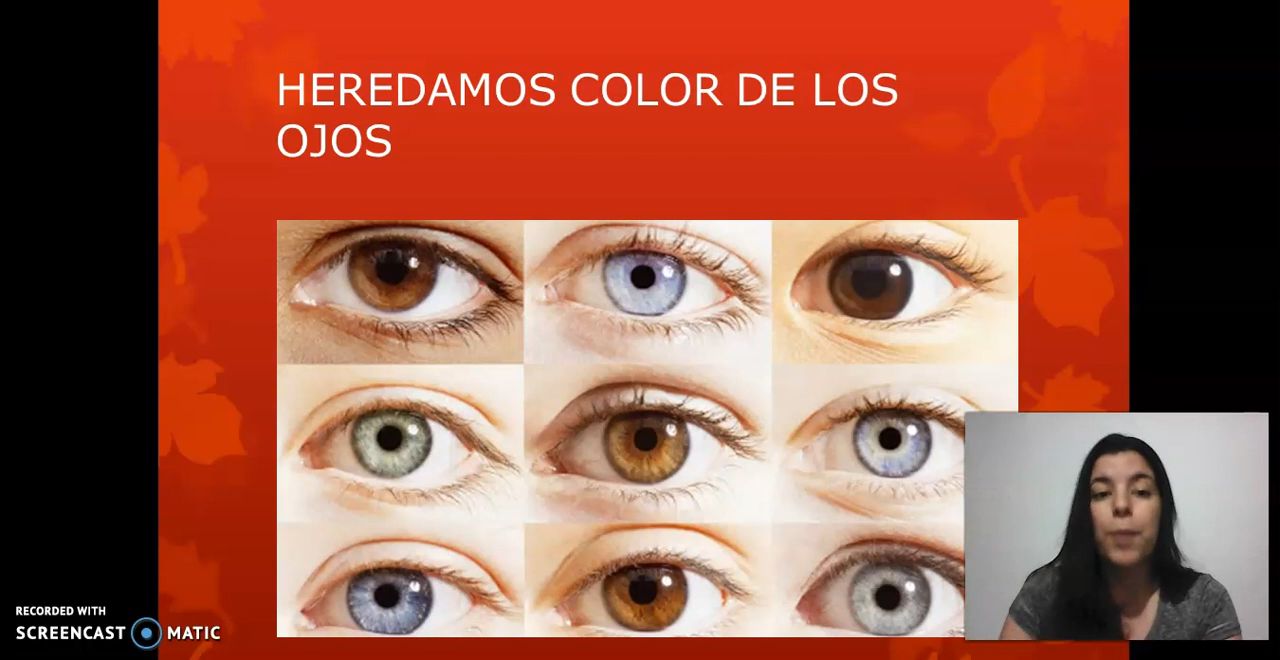 HEREDAMOS COLOR DE LOS
OJOS
RECORDED WITH
SCREENCAST MATIC